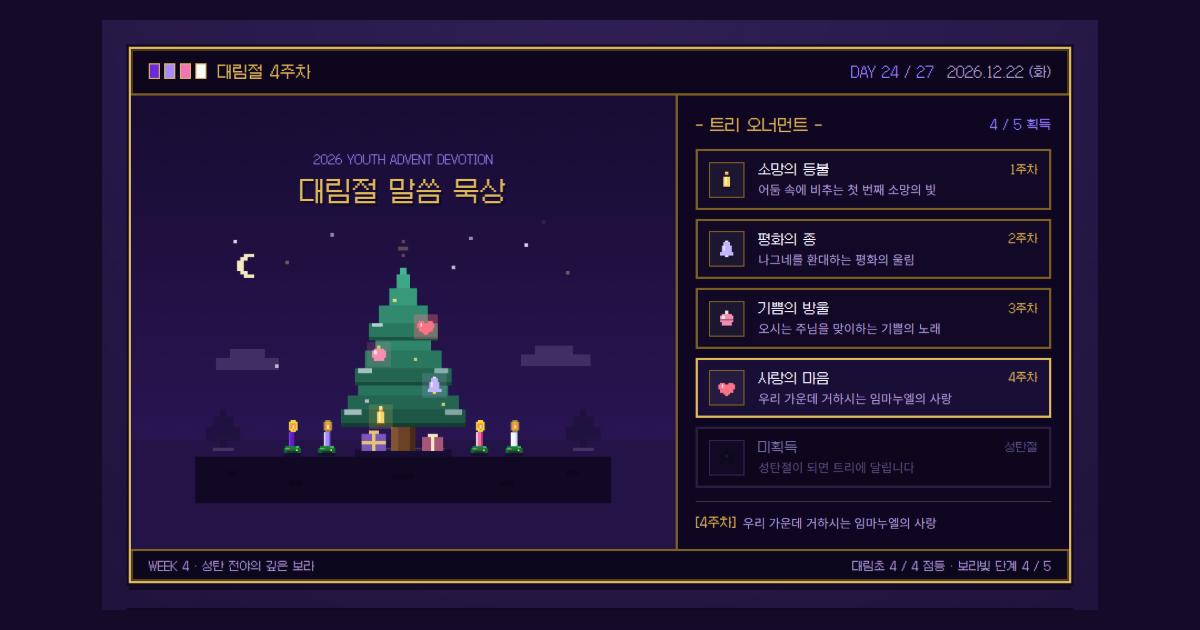 대림절 4주차
DAY 24 / 27 2026.12.22 (화)
2026 YOUTH ADVENT DEVOTION
대림절 말씀 묵상
- 트리 오너먼트 -
4 / 5 획득
소망의 등불
1주차
어둠 속에 비추는 첫 번째 소망의 빛
평화의 종
2주차
나그네를 환대하는 평화의 울림
기쁨의 방울
3주차
오시는 주님을 맞이하는 기쁨의 노래
사랑의 마음
4주차
우리 가운데 거하시는 임마누엘의 사랑
미획득
성탄절
성탄절이 되면 트리에 달립니다
[4주차] 우리 가운데 거하시는 임마누엘의 사랑
WEEK 4 · 성탄 전야의 깊은 보라
대림초 4 / 4 점등 · 보라빛 단계 4 / 5